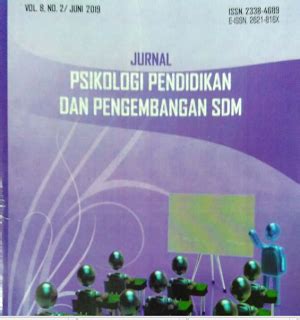 VOL. 8, NO. 2/ JUNI 2019
ISSN. 2338-4689
E-ISSN. 2621-816X
JURNAL
PSIKOLOGI PENDIDIKAN
DAN PENGEMBANGAN SDM